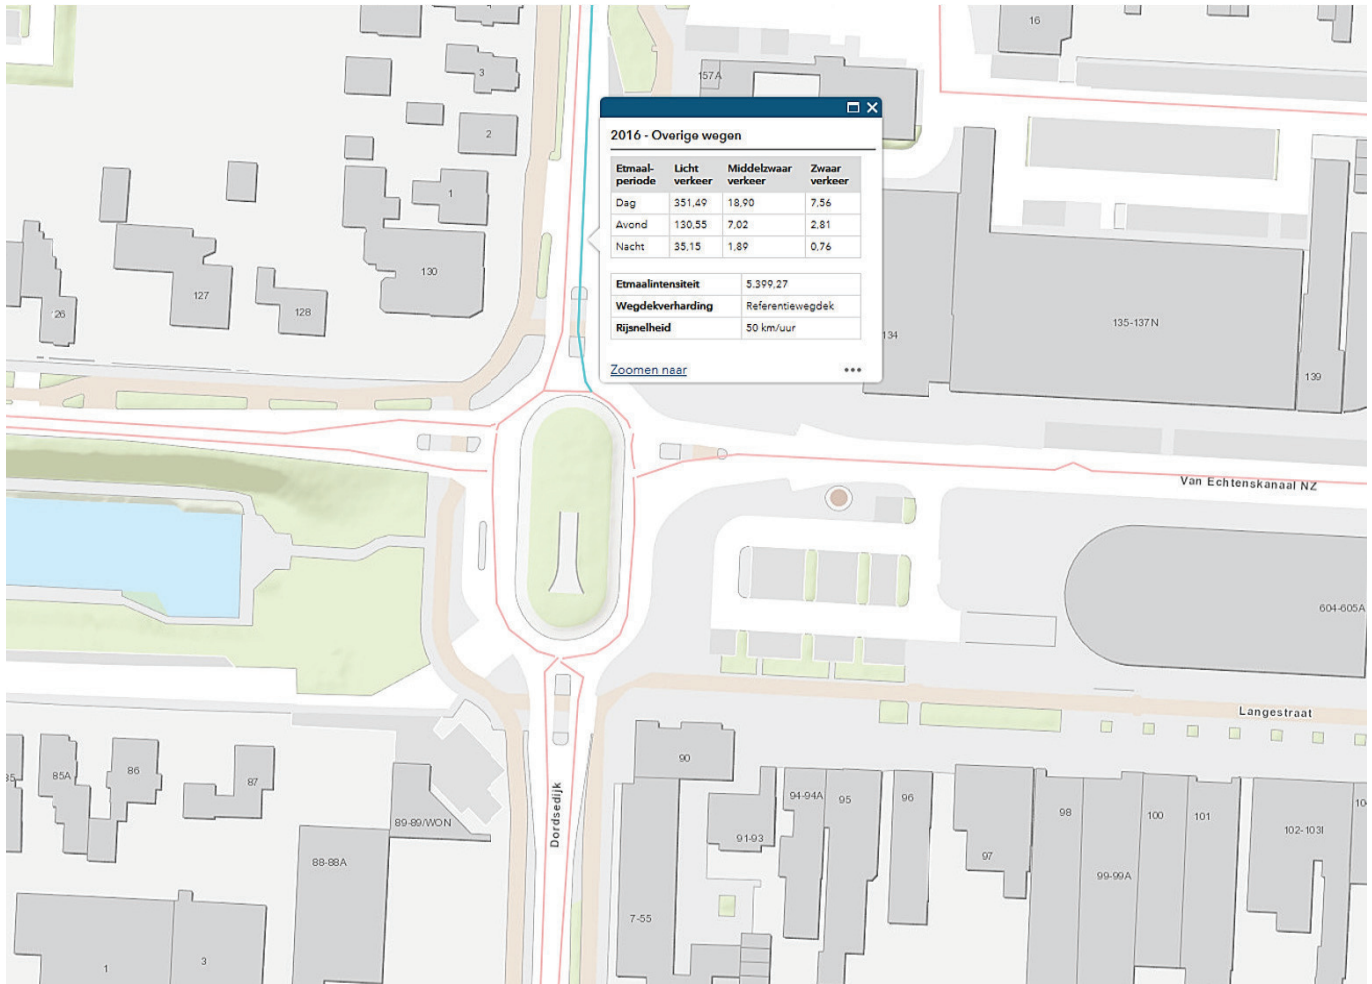 16
3
157A
2
2016 - Overige wegen
Etmaal- Licht Middelzwaar Zwaar
periode verkeer verkeer verkeer
Dag 351,49 18,90 7,56
Avond 130,55 7,02 2,81
Nacht 35,15 1,89 0,76
Etmaalintensiteit 5.399,27
Wegdekverharding Referentiewegdek
Rijsnelheid 50 km/uur
Zoomen naar
1
130
127
128
26
134
135-137N
139
Van Echtenskanaal NZ
604-605A
Langestraat
85A
86
87
89-89/WON
88-88A
Dordsedijk
90
94-94A
95
96
91-93
97
98
100
101
102-103I
99-99A
7-55
1
3